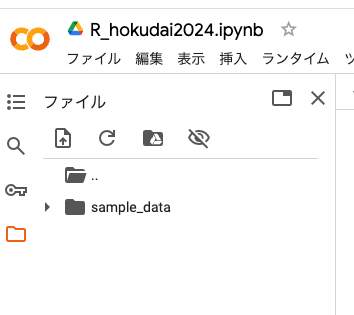 R_hokudai2024.ipynb
ファイル 編集 表示 挿入 ランタイム
ファイル
..
sample_data